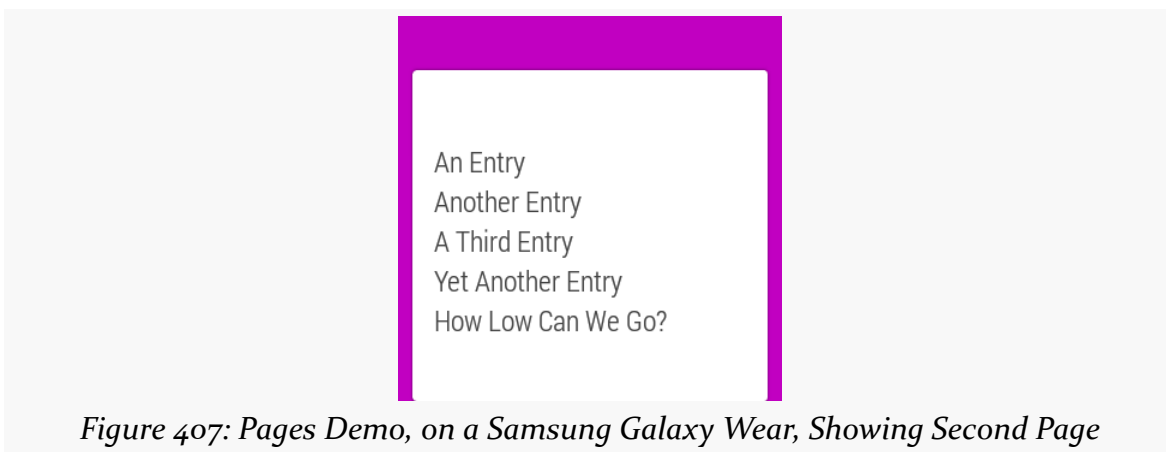 An Entry
Another Entry
A Third Entry
Yet Another Entry
How Low Can We Go?
Figure 407: Pages Demo, on a Samsung Galaxy Wear, Showing Second Page